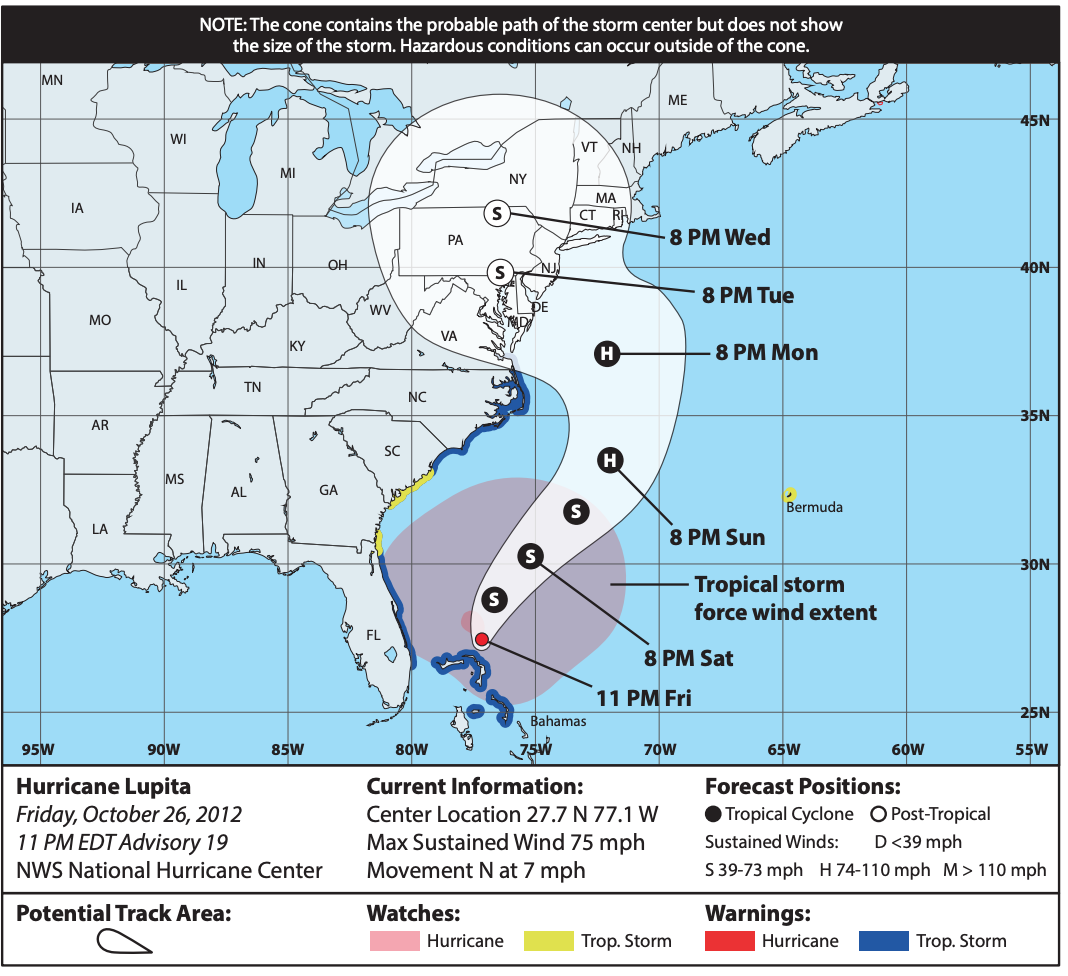 NOTE: The cone contains the probable path of the storm center but does not show
the size of the storm. Hazardous conditions can occur outside of the cone.
MN
ME
45N
WI
VT
NH
MI
NY
IA
MA
CT
RI
8 PM Wed
PA
IN
OH
NJ
40N
IL
8 PM Tue
DE
WV
MD
MO
VA
8 PM Mon
KY
TN
NC
35N
AR
SC
H
H
S
S
S
S
S
MS
AL
GA
Bermuda
LA
8 PM Sun
30N
Tropical storm
force wind extent
FL
8 PM Sat
11 PM Fri
25N
Bahamas
95W
90W
85W
80W
75W
70W
65W
60W
55W
Hurricane Lupita
Friday, October 26, 2012
11 PM EDT Advisory 19
NWS National Hurricane Center
Current Information:
Center Location 27.7 N 77.1 W
Max Sustained Wind 75 mph
Movement N at 7 mph
Forecast Positions:
Tropical Cyclone
Post-Tropical
Sustained Winds: D <39 mph
S 39-73 mph H 74-110 mph M > 110 mph
Potential Track Area:
Watches:
Hurricane
Trop. Storm
Warnings:
Hurricane
Trop. Storm